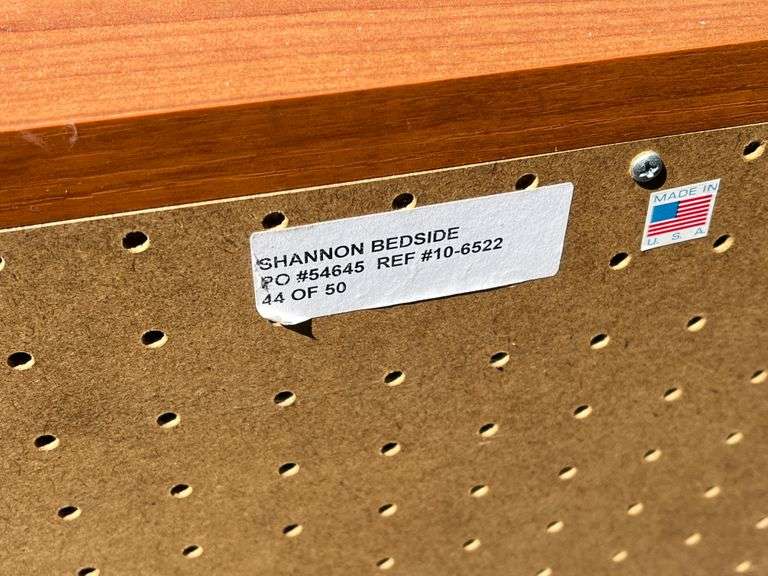 SHANNON BEDSIDE
PO #54645 REF #10-6522
44 OF 50
MADE IN
U. S. A.